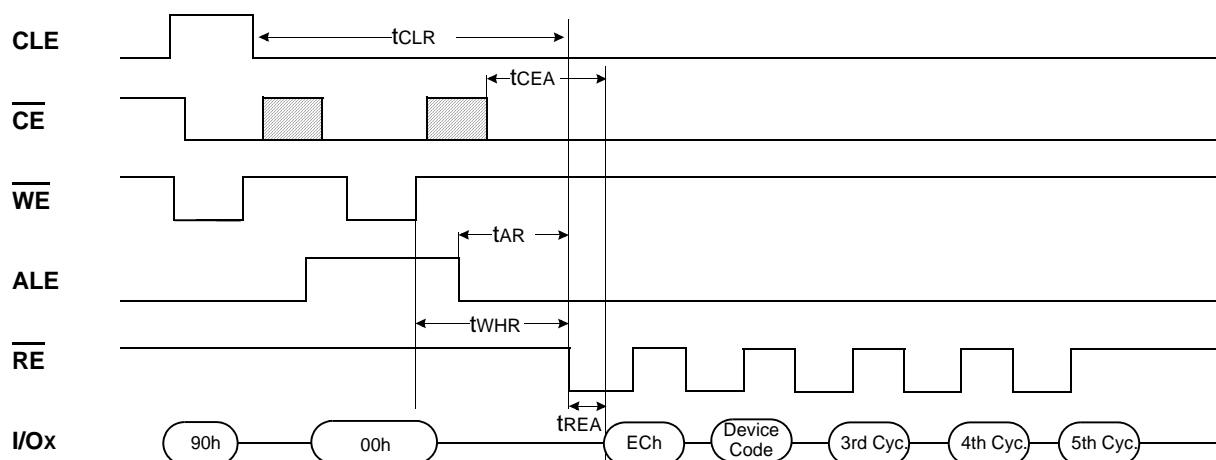 CLE
tCLR
tCEA
CE
WE
tAR
ALE
tWHR
RE
tREA
I/Ox
90h
00h
ECh
Device
Code
3rd Cyc.
4th Cyc.
5th Cyc.